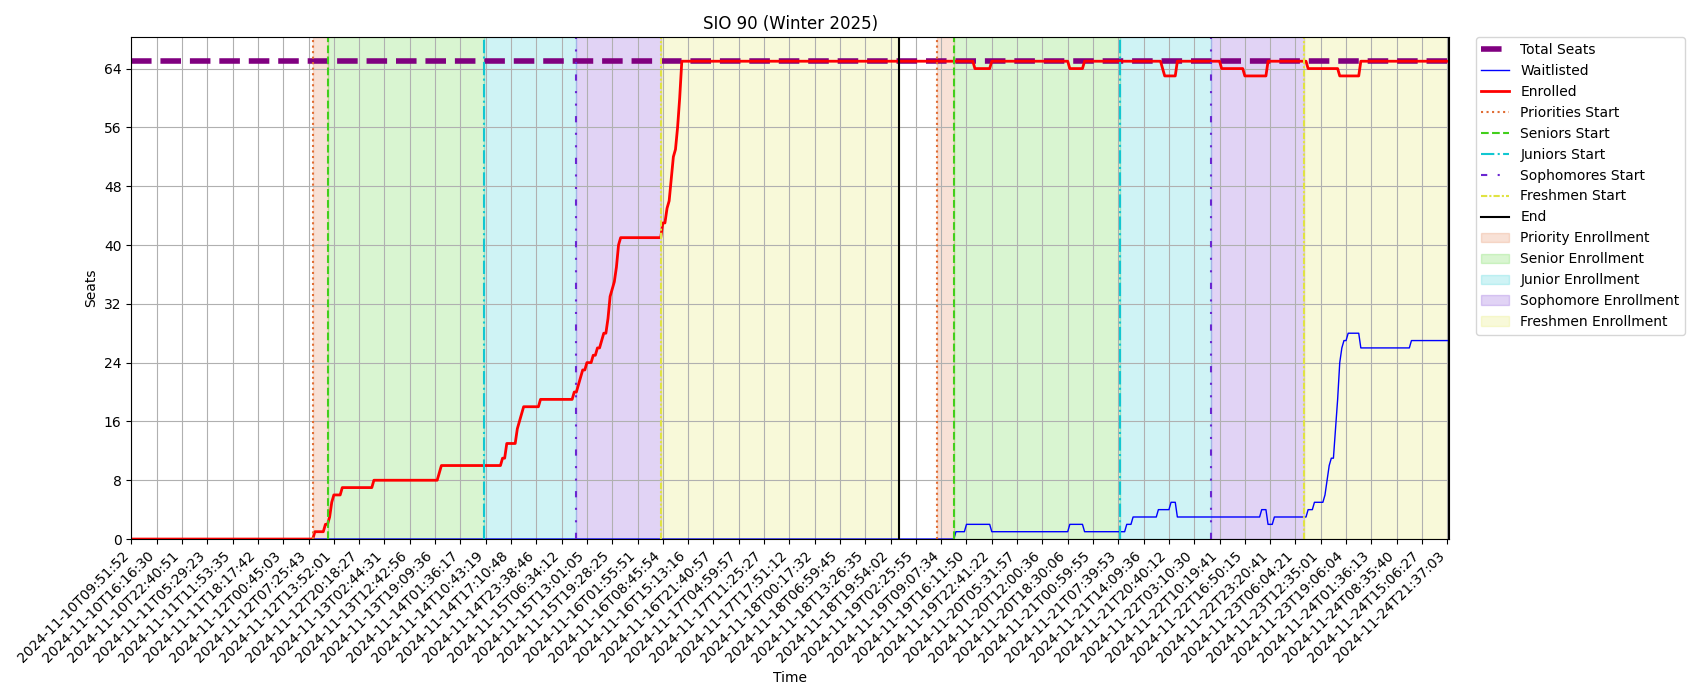 SIO 90 (Winter 2025)
Total Seats
Waitlisted
Enrolled
Priorities Start
Seniors Start
Juniors Start
Sophomores Start
Freshmen Start
End
Priority Enrollment
Senior Enrollment
Junior Enrollment
Sophomore Enrollment
Freshmen Enrollment
Seats
64
56
48
40
32
24
16
8
0
2024-11-10T09:51:52
2024-11-10T16:16:30
2024-11-10T22:40:51
2024-11-11T05:29:23
2024-11-11T11:53:35
2024-11-11T18:17:42
2024-11-12T00:45:03
2024-11-12T07:25:43
2024-11-12T13:52:01
2024-11-12T20:18:27
2024-11-13T02:44:31
2024-11-13T12:42:56
2024-11-13T19:09:36
2024-11-14T01:36:17
2024-11-14T10:43:19
2024-11-14T17:10:48
2024-11-14T23:38:46
2024-11-15T06:34:12
2024-11-15T13:01:05
2024-11-15T19:28:25
2024-11-16T01:55:51
2024-11-16T08:45:54
2024-11-16T15:13:16
2024-11-16T21:40:57
2024-11-17T04:59:57
2024-11-17T11:25:27
2024-11-17T17:51:12
2024-11-18T00:17:32
2024-11-18T06:59:45
2024-11-18T13:26:35
2024-11-18T19:54:02
2024-11-19T02:25:55
2024-11-19T09:07:34
2024-11-19T16:11:50
2024-11-19T22:41:22
2024-11-20T05:31:57
2024-11-20T12:00:36
2024-11-20T18:30:06
2024-11-21T00:59:55
2024-11-21T07:39:53
2024-11-21T14:09:36
2024-11-21T20:40:12
2024-11-22T03:10:30
2024-11-22T10:19:41
2024-11-22T16:50:15
2024-11-22T23:20:41
2024-11-23T06:04:21
2024-11-23T12:35:01
2024-11-23T19:06:04
2024-11-24T01:36:13
2024-11-24T08:35:40
2024-11-24T15:06:27
2024-11-24T21:37:03
Time